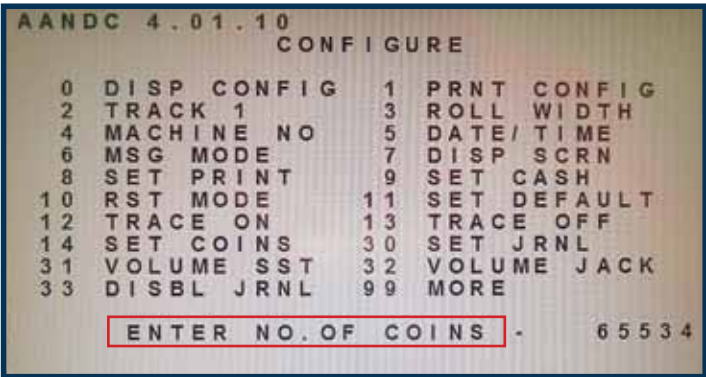 AANDC 4.01.10
CONFIGURE
0 DISP CONFIG 1 PRNT CONFIG
2 TRACK 1 3 ROLL WIDTH
4 MACHINE NO 5 DATE/TIME
6 MSG MODE 7 DISP SCRN
8 SET PRINT 9 SET CASH
10 RST MODE 11 SET DEFAULT
12 TRACE ON 13 TRACE OFF
14 SET COINS 30 SET JRNL
31 VOLUME SST 32 VOLUME JACK
33 DISBL JRNL 99 MORE
ENTER NO.OF COINS - 65534